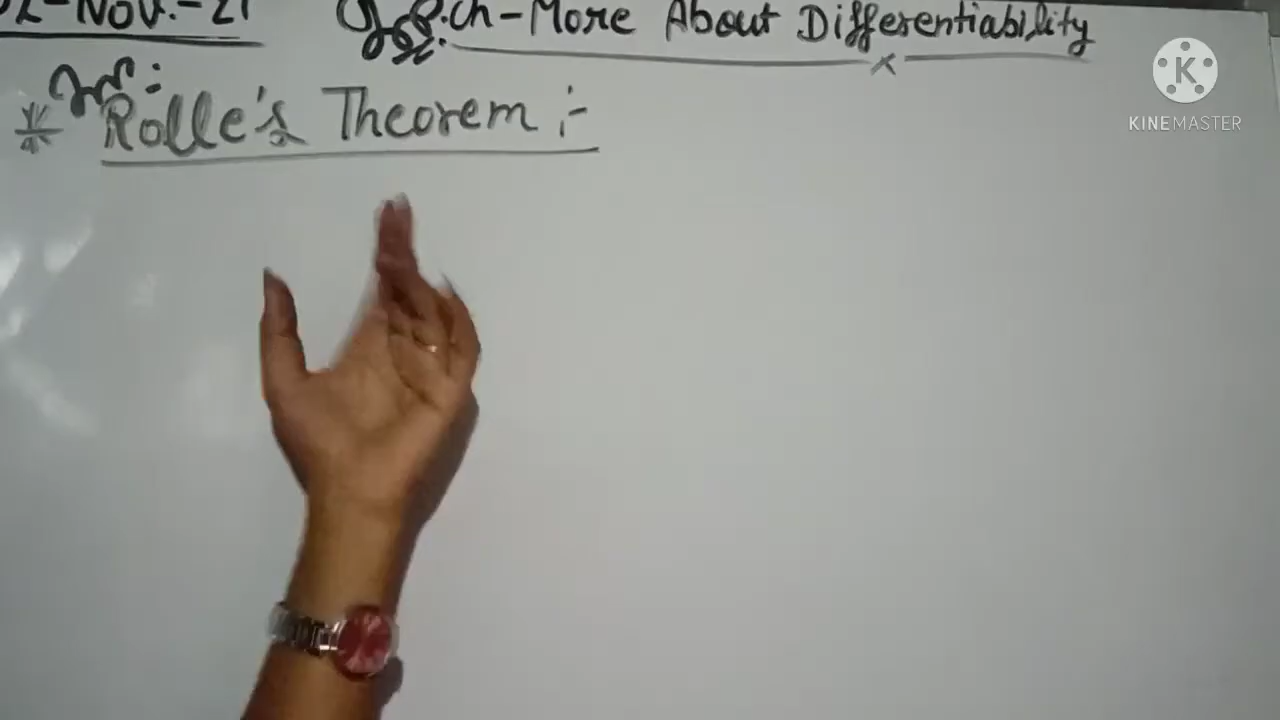 Nov.-21 Ch-More About Differentiability
* Rolle's Theorem :-
K
KINEMASTER